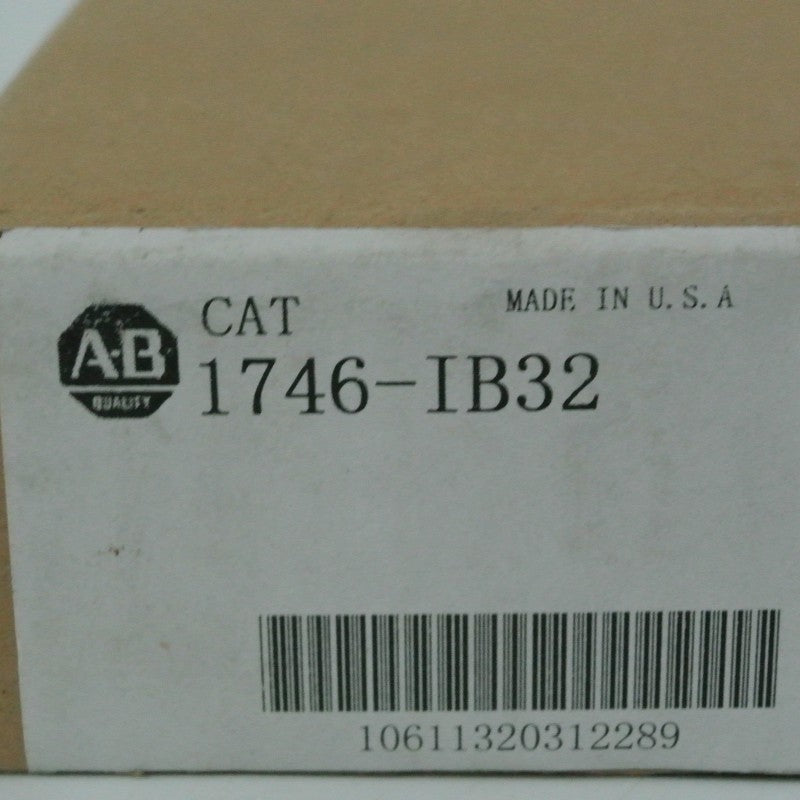 CAT
MADE IN U.S.A
A-B
QUALITY
1746-IB32
10611320312289